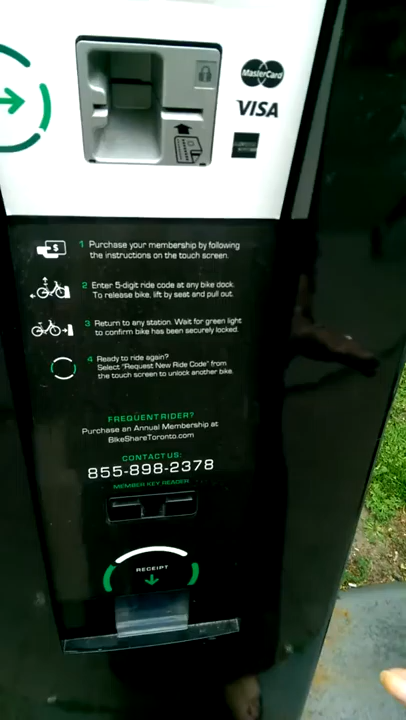 MasterCard
VISA
1 Purchase your membership by following
the instructions on the touch screen.
2 Enter 5-digit ride code at any bike dock.
To release bike, lift by seat and pull out.
3 Return to any station. Wait for green light
to confirm bike has been securely locked.
4 Ready to ride again?
Select "Request New Ride Code" from
the touch screen to unlock another bike.
FREQUENT RIDER?
Purchase an Annual Membership at
BikeShareToronto.com
CONTACT US:
855-898-2378
MEMBER KEY READER
RECEIPT